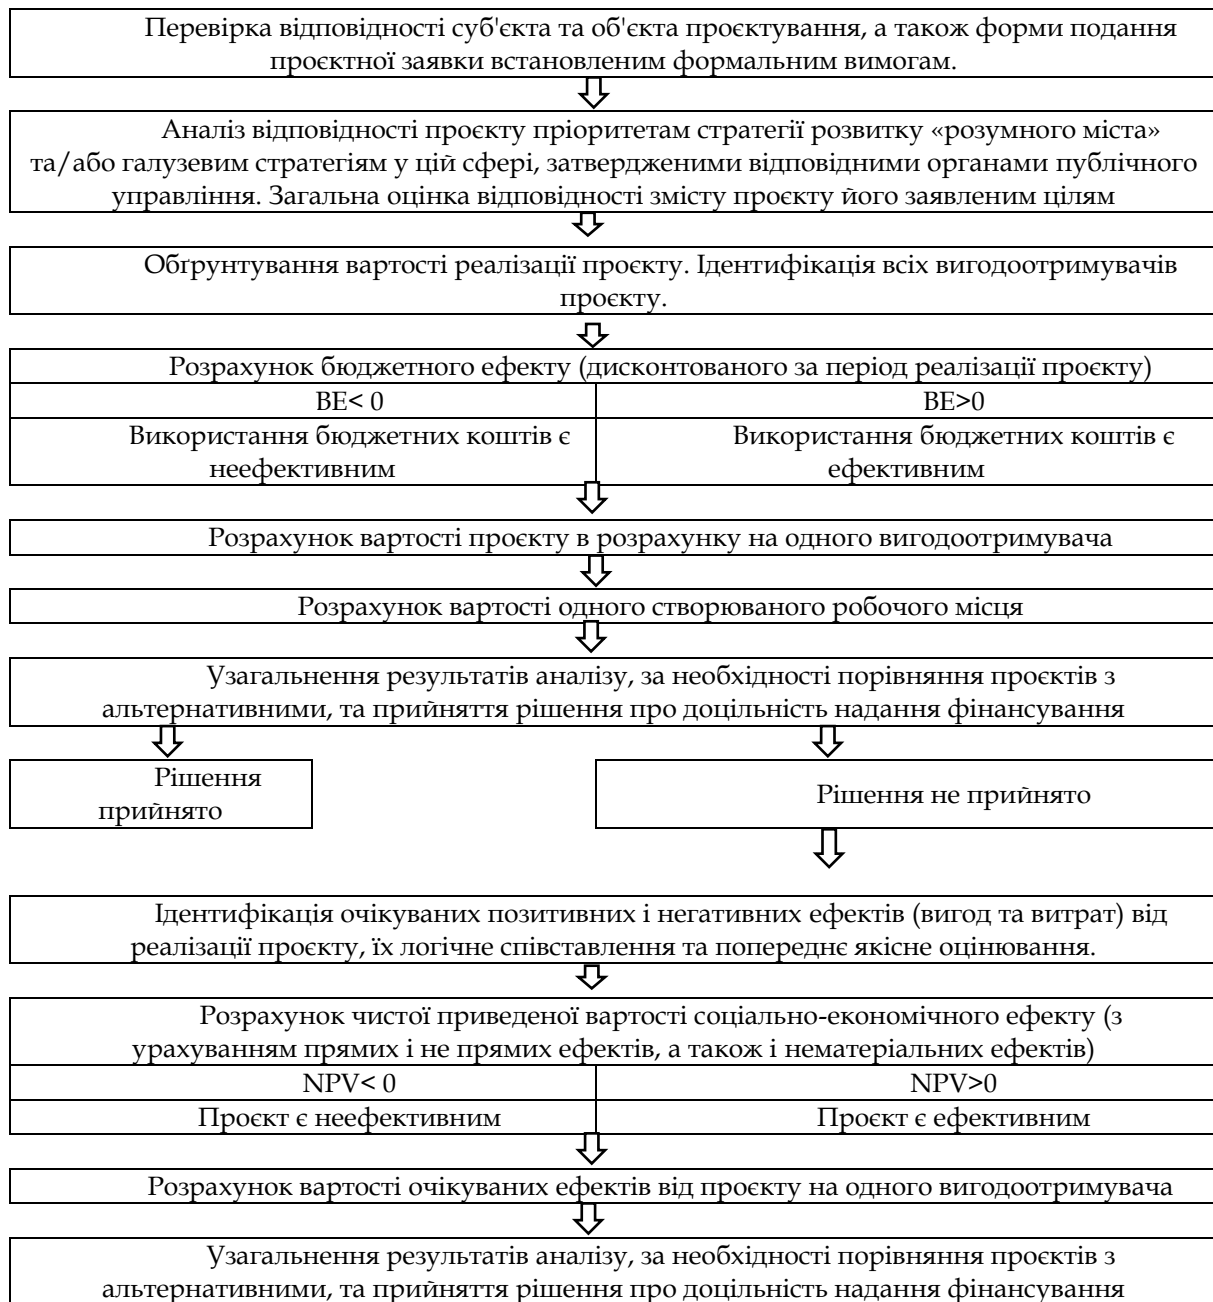 Перевірка відповідності суб'єкта та об'єкта проєктування, а також форми подання
проєктної заявки встановленим формальним вимогам.
Аналіз відповідності проєкту пріоритетам стратегії розвитку «розумного міста»
та/або галузевим стратегіям у цій сфері, затвердженими відповідними органами публічного
управління. Загальна оцінка відповідності змісту проєкту його заявленим цілям
Обґрунтування вартості реалізації проєкту. Ідентифікація всіх вигодоотримувачів
проєкту.
Розрахунок бюджетного ефекту (дисконтованого за період реалізації проєкту)
BE< 0
BE>0
Використання бюджетних коштів є
неефективним
Використання бюджетних коштів є
ефективним
Розрахунок вартості проєкту в розрахунку на одного вигодоотримувача
Розрахунок вартості одного створюваного робочого місця
Узагальнення результатів аналізу, за необхідності порівняння проєктів з
альтернативними, та прийняття рішення про доцільність надання фінансування
Рішення
прийнято
Рішення не прийнято
Ідентифікація очікуваних позитивних і негативних ефектів (вигод та витрат) від
реалізації проєкту, їх логічне співставлення та попереднє якісне оцінювання.
Розрахунок чистої приведеної вартості соціально-економічного ефекту (з
урахуванням прямих і не прямих ефектів, а також і нематеріальних ефектів)
NPV< 0
NPV>0
Проєкт є неефективним
Проєкт є ефективним
Розрахунок вартості очікуваних ефектів від проєкту на одного вигодоотримувача
Узагальнення результатів аналізу, за необхідності порівняння проєктів з
альтернативними, та прийняття рішення про доцільність надання фінансування